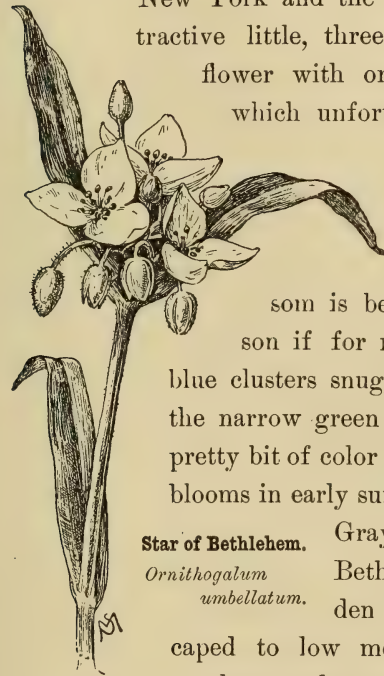 New York and the
tractive little, three
flower with or
which unfor
som is be
son if for
blue clusters snug
the narrow green
pretty bit of color
blooms in early su
Star of Bethlehem.
Ornithogalum
umbellatum.
Gray
Beth
den
caped to low me